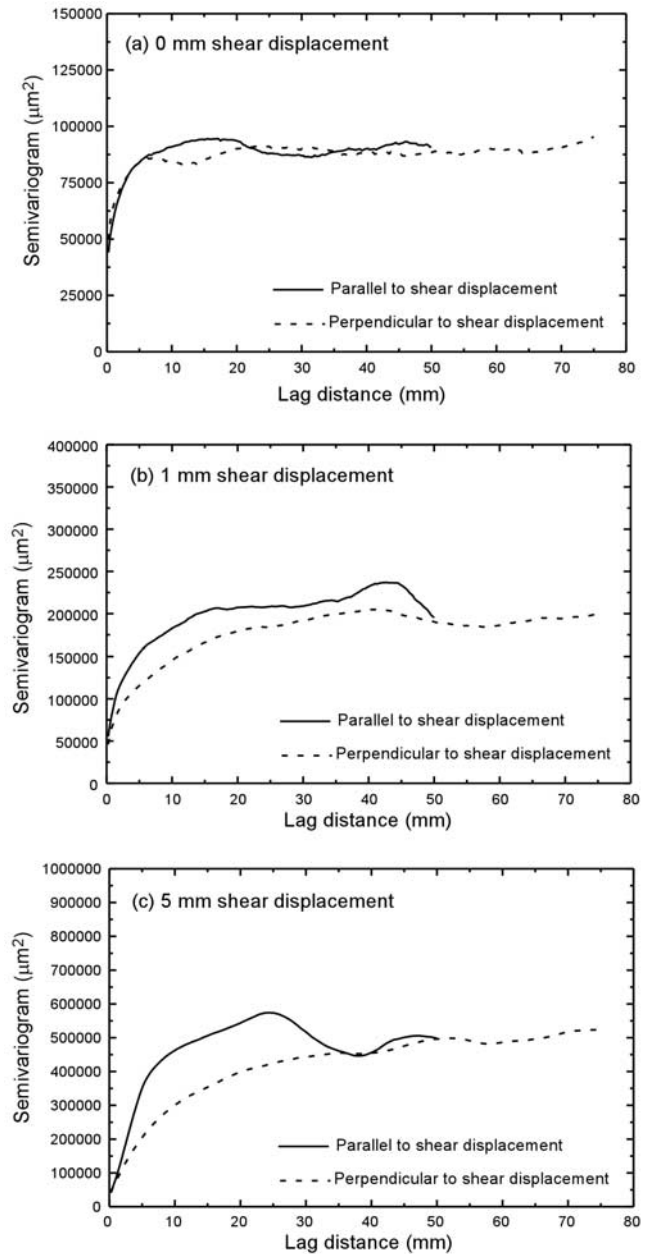 (a) 0 mm shear displacement
150000
125000
100000
75000
50000
25000
0
Semivariogram (μm²)
Parallel to shear displacement
Perpendicular to shear displacement
0 10 20 30 40 50 60 70 80
Lag distance (mm)
(b) 1 mm shear displacement
400000
350000
300000
250000
200000
150000
100000
50000
0
Semivariogram (μm²)
Parallel to shear displacement
Perpendicular to shear displacement
0 10 20 30 40 50 60 70 80
Lag distance (mm)
(c) 5 mm shear displacement
1000000
900000
800000
700000
600000
500000
400000
300000
200000
100000
0
Semivariogram (μm²)
Parallel to shear displacement
Perpendicular to shear displacement
0 10 20 30 40 50 60 70 80
Lag distance (mm)